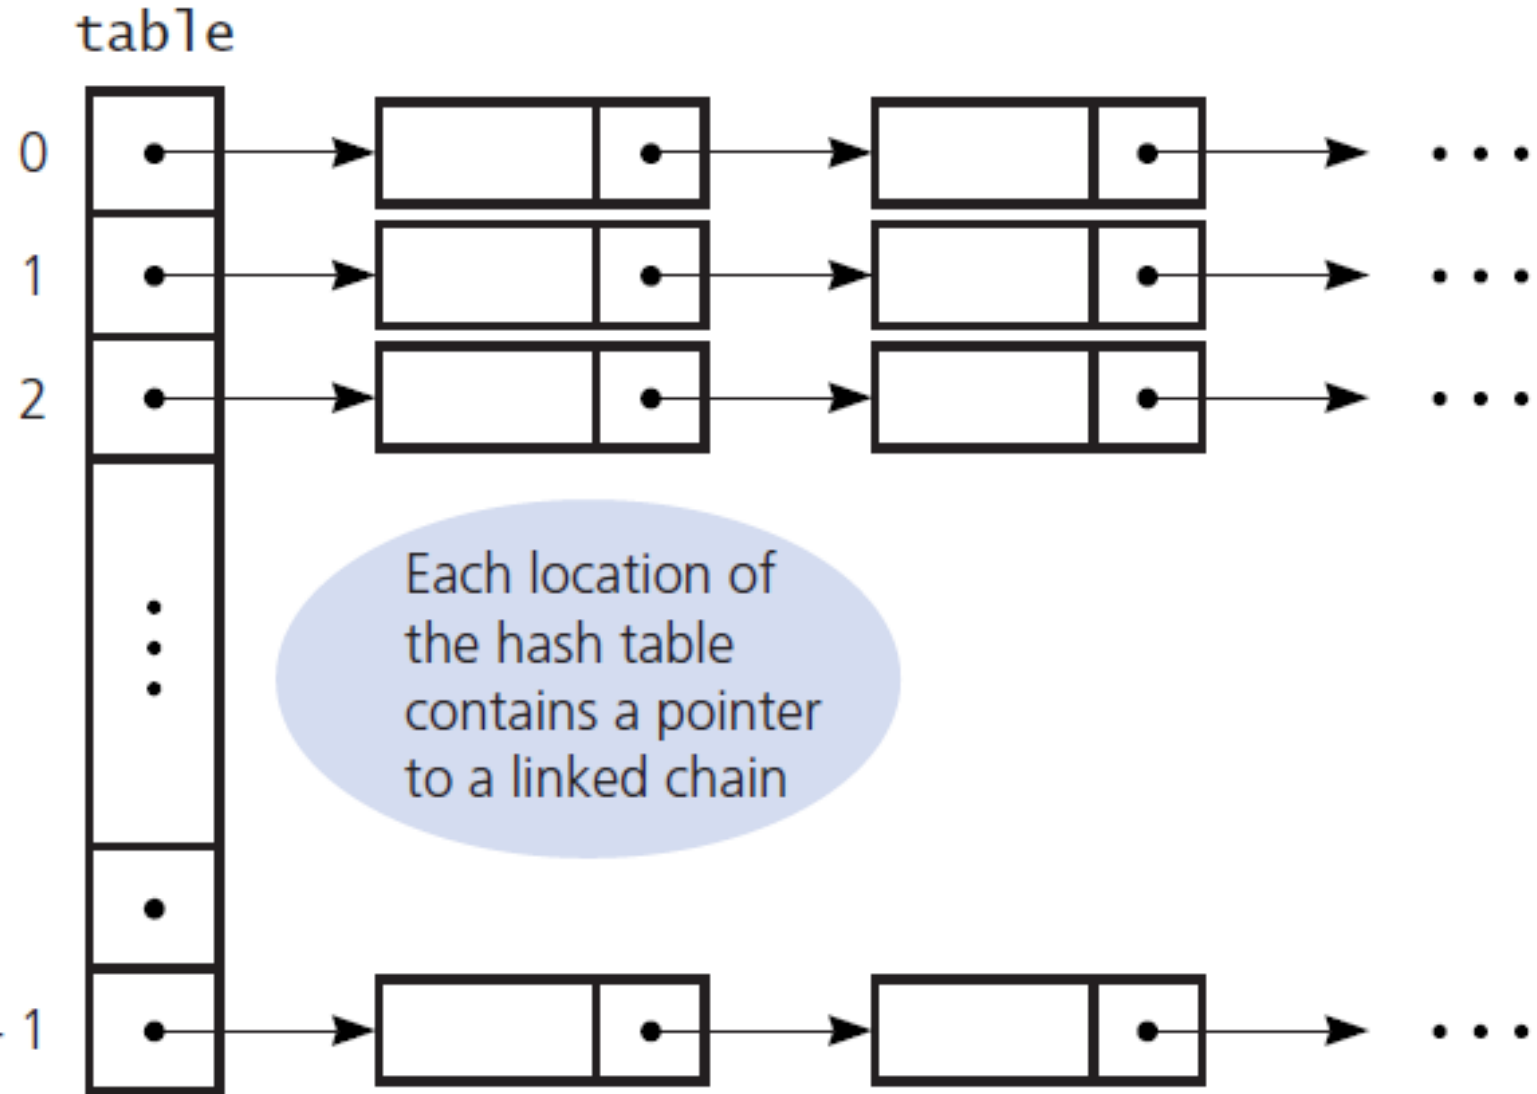 table
0
1
2
Each location of
the hash table
contains a pointer
to a linked chain
- 1